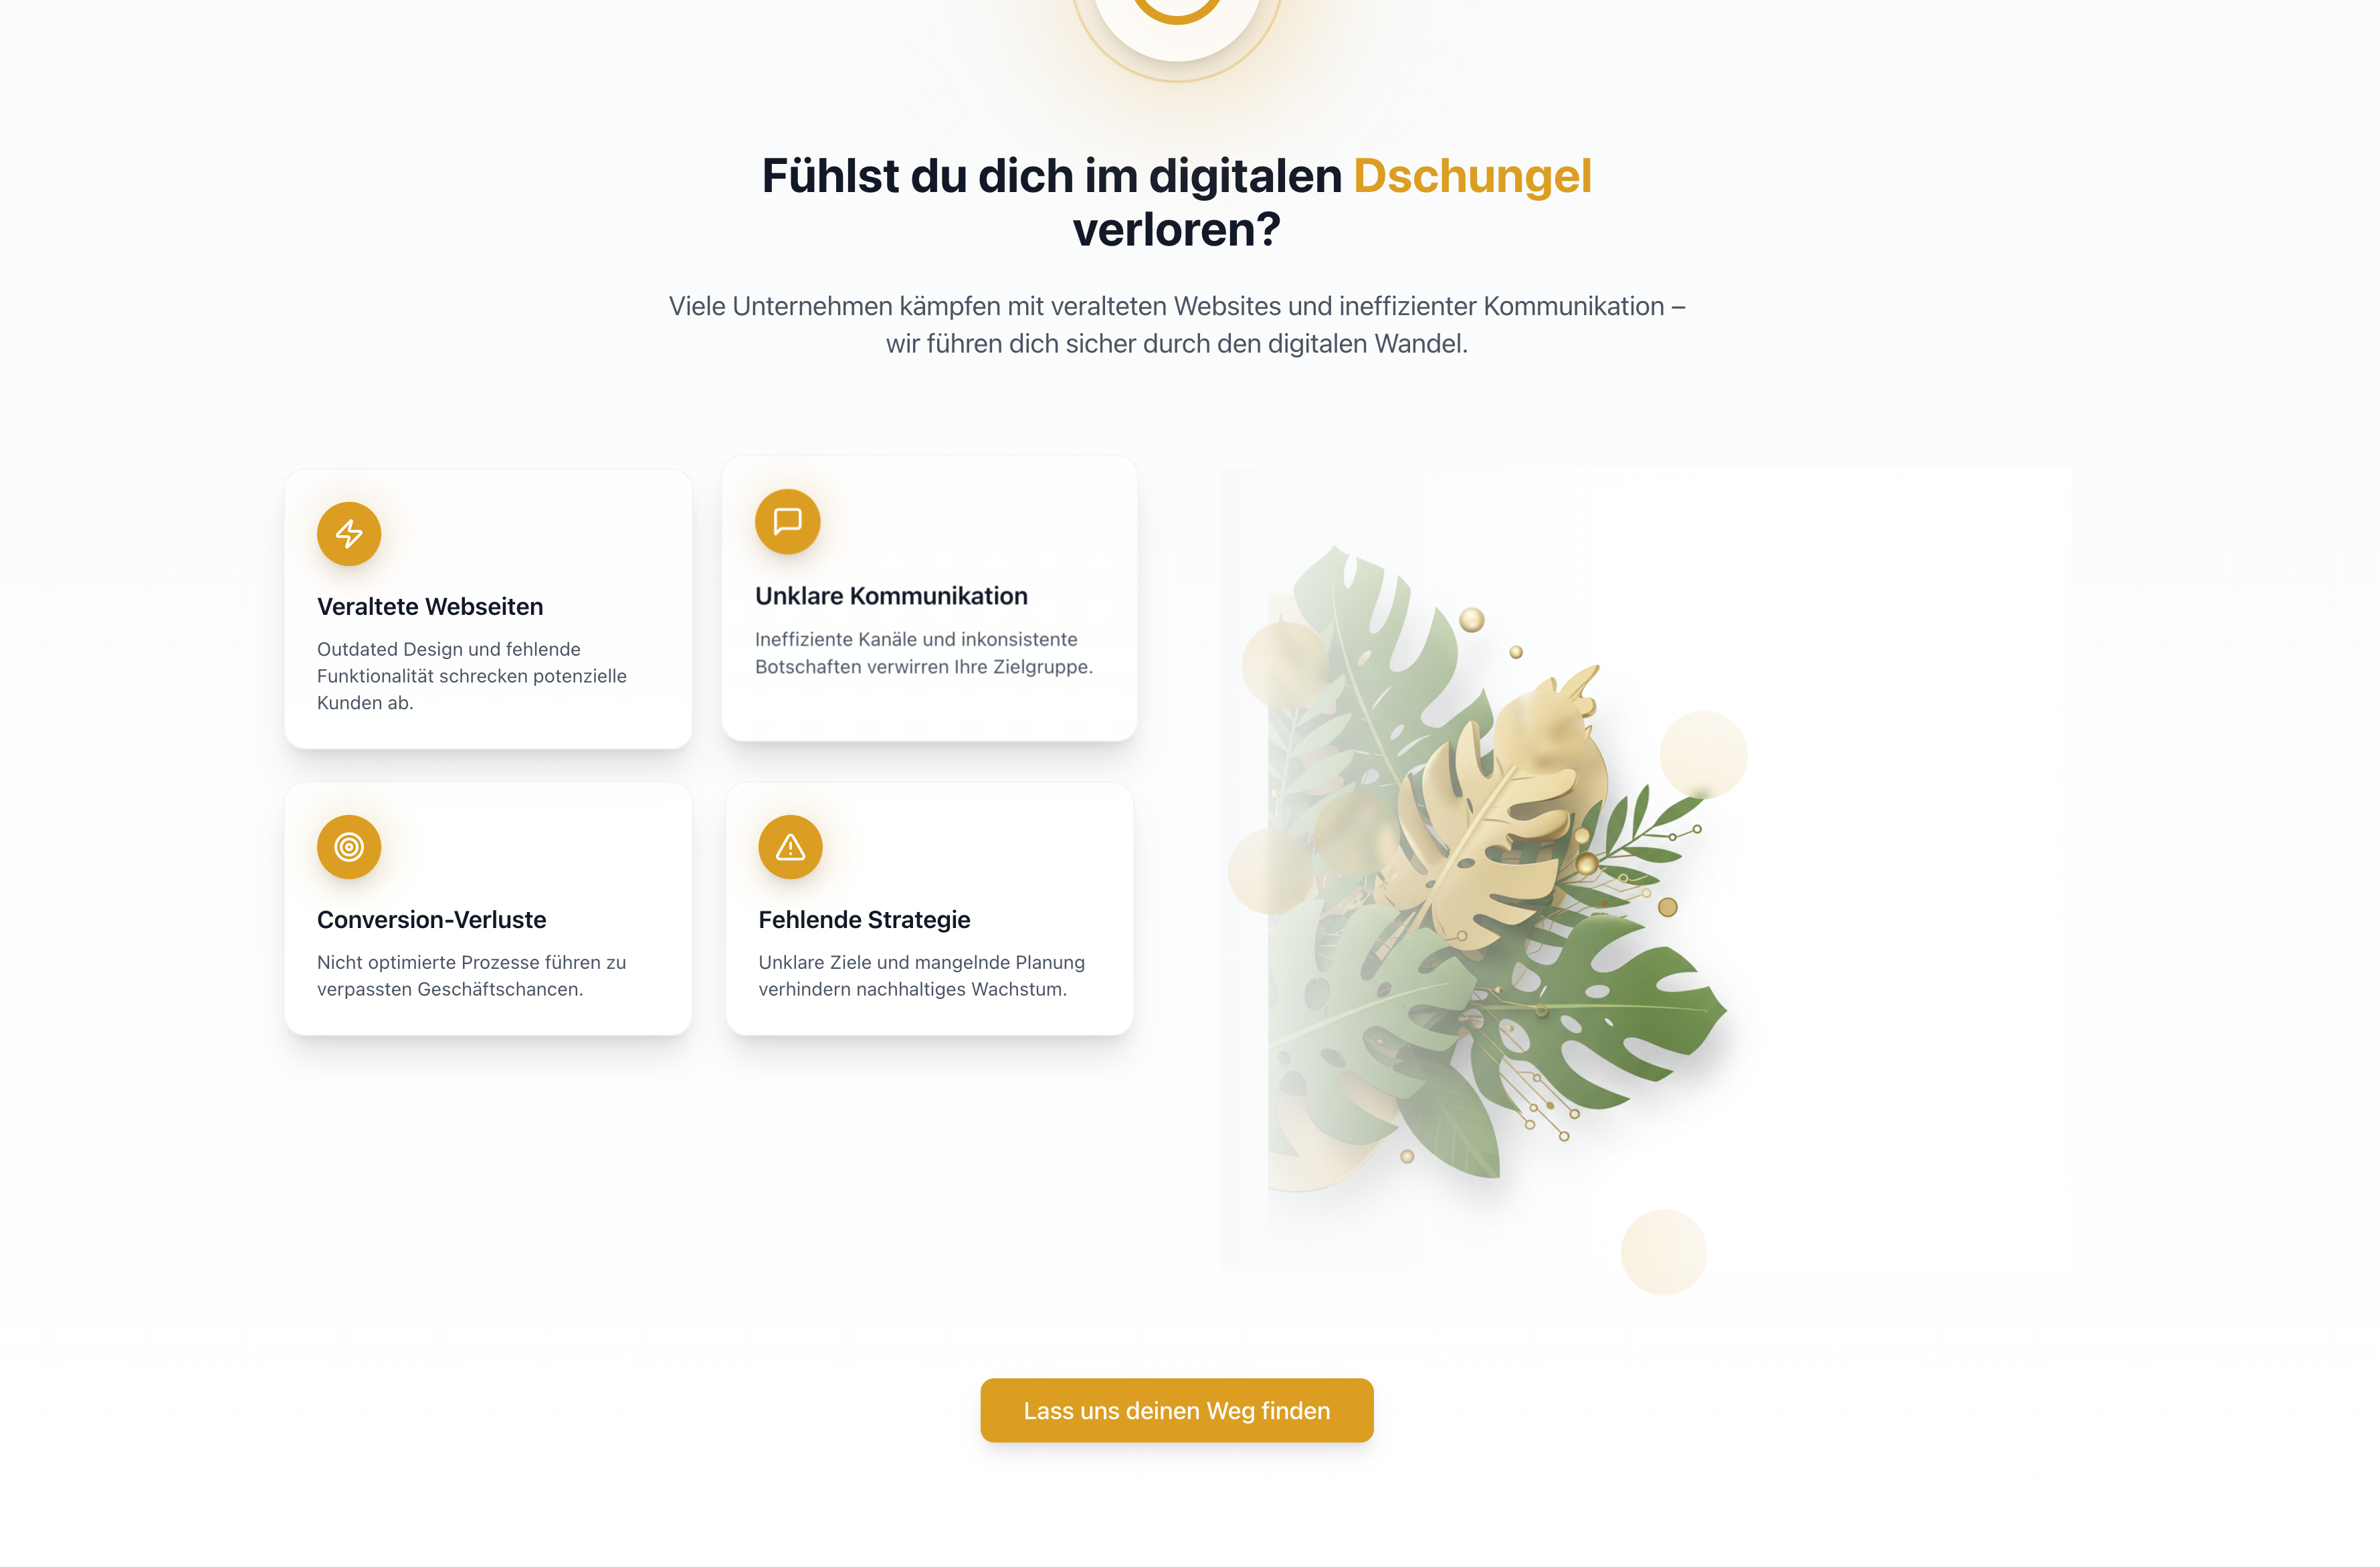 Fühlst du dich im digitalen Dschungel
verloren?
Viele Unternehmen kämpfen mit veralteten Websites und ineffizienter Kommunikation –
wir führen dich sicher durch den digitalen Wandel.
Veraltete Webseiten
Outdated Design und fehlende
Funktionalität schrecken potenzielle
Kunden ab.
Unklare Kommunikation
Ineffiziente Kanäle und inkonsistente
Botschaften verwirren Ihre Zielgruppe.
Conversion-Verluste
Nicht optimierte Prozesse führen zu
verpassten Geschäftschancen.
Fehlende Strategie
Unklare Ziele und mangelnde Planung
verhindern nachhaltiges Wachstum.
Lass uns deinen Weg finden